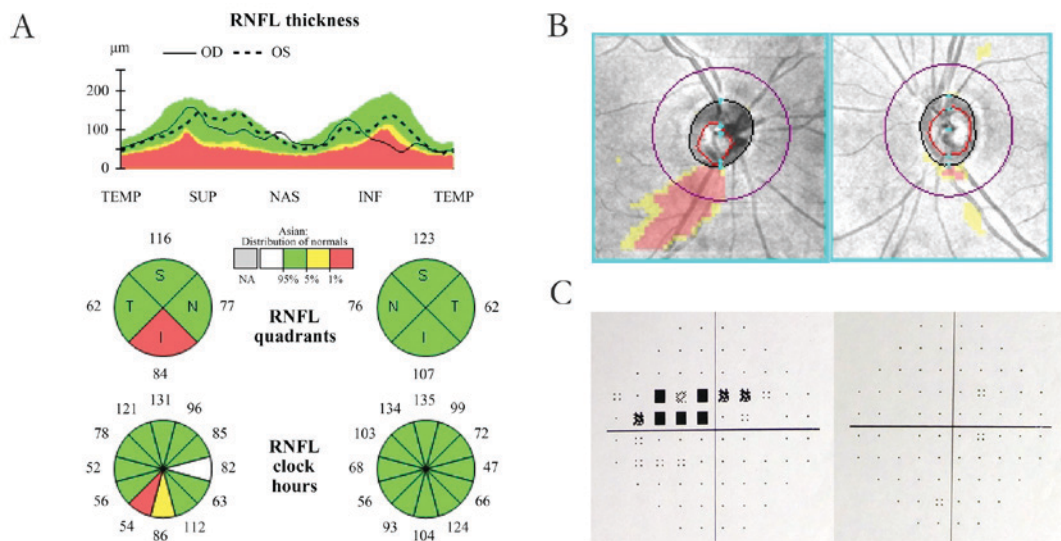 A
RNFL thickness
μm
OD
OS
200
100
0
TEMP
SUP
NAS
INF
TEMP
Asian:
Distribution of normals
NA
95%
5%
1%
116
S
62
T
N
77
I
84
RNFL
quadrants
123
S
76
N
T
62
I
107
131
121
96
78
85
52
82
56
63
54
112
86
RNFL
clock
hours
135
134
99
103
72
68
47
56
66
93
124
104
B
C